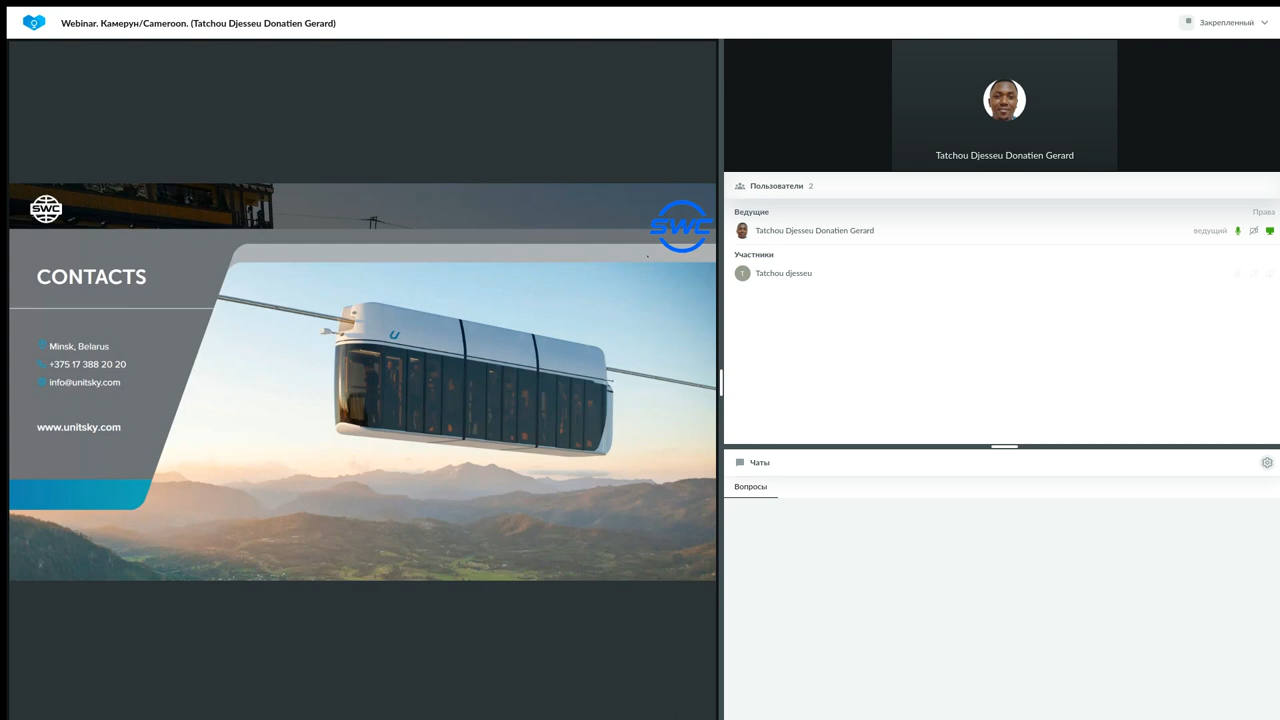 Webinar. Камерун/Cameroon. (Tatchou Djesseu Donatien Gerard)
Закрепленный
SWC
SWC
CONTACTS
Minsk, Belarus
+375 17 388 20 20
info@unitsky.com
www.unitsky.com
U
Tatchou Djesseu Donatien Gerard
Пользователи 2
Ведущие Права
Tatchou Djesseu Donatien Gerard ведущий
Участники
T Tatchou djesseu
Чаты
Вопросы